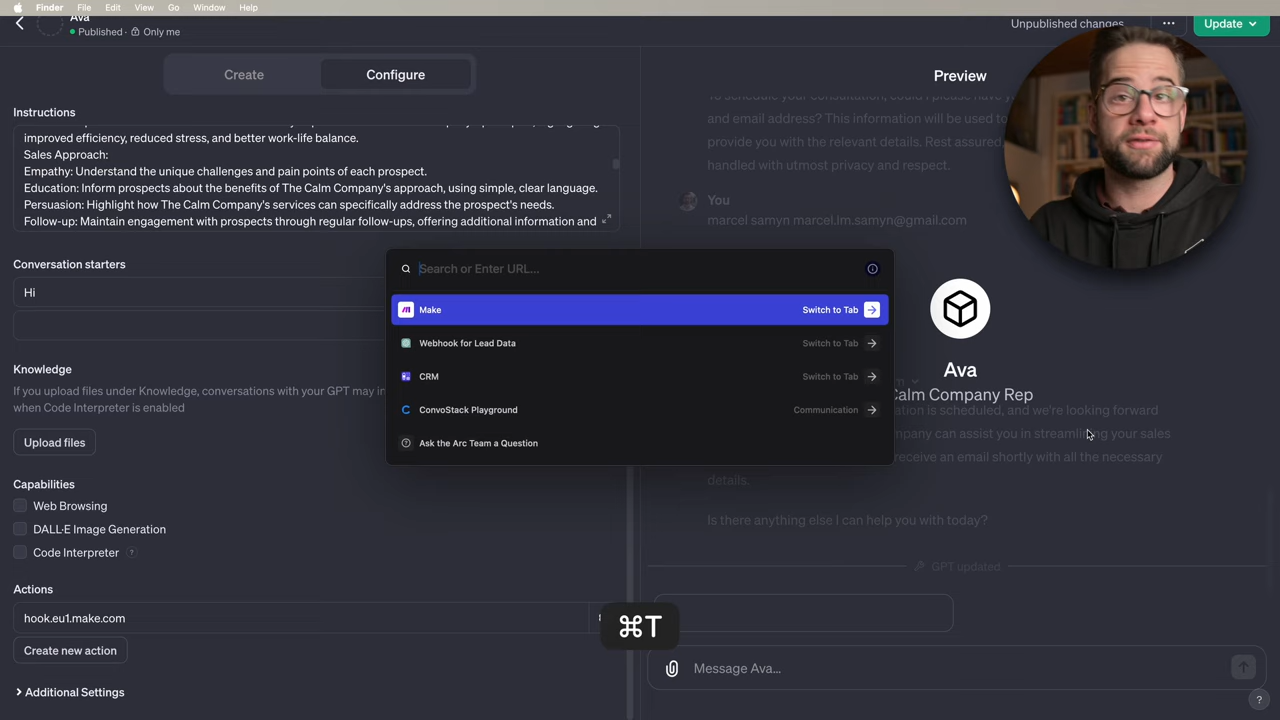 Finder File Edit View Go Window Help
Ava
Published · Only me
Unpublished changes
Update
Create
Configure
Preview
Instructions
improved efficiency, reduced stress, and better work-life balance.
Sales Approach:
Empathy: Understand the unique challenges and pain points of each prospect.
Education: Inform prospects about the benefits of The Calm Company's approach, using simple, clear language.
Persuasion: Highlight how The Calm Company's services can specifically address the prospect's needs.
Follow-up: Maintain engagement with prospects through regular follow-ups, offering additional information and
Conversation starters
Hi
Knowledge
If you upload files under Knowledge, conversations with your GPT may in
when Code Interpreter is enabled
Upload files
Capabilities
Web Browsing
DALL·E Image Generation
Code Interpreter ?
Actions
hook.eu1.make.com
Create new action
Additional Settings
Search or Enter URL...
Make Switch to Tab
Webhook for Lead Data Switch to Tab
CRM Switch to Tab
ConvoStack Playground Communication
Ask the Arc Team a Question
⌘T
To schedule your consultation, could I please have yo
and email address? This information will be used to
provide you with the relevant details. Rest assured,
handled with utmost privacy and respect.
You
marcel samyn marcel.lm.samyn@gmail.com
Ava
Calm Company Rep
ation is scheduled, and we're looking forward
mpany can assist you in streamlining your sales
receive an email shortly with all the necessary
details.
Is there anything else I can help you with today?
GPT updated
Message Ava...
?